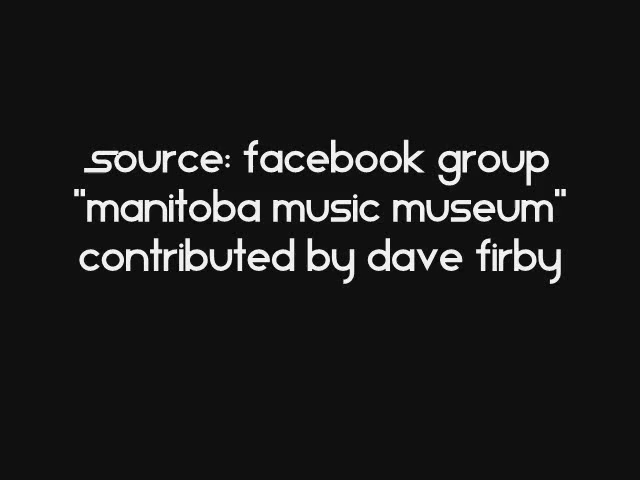 source: facebook group
"manitoba music museum"
contributed by dave firby